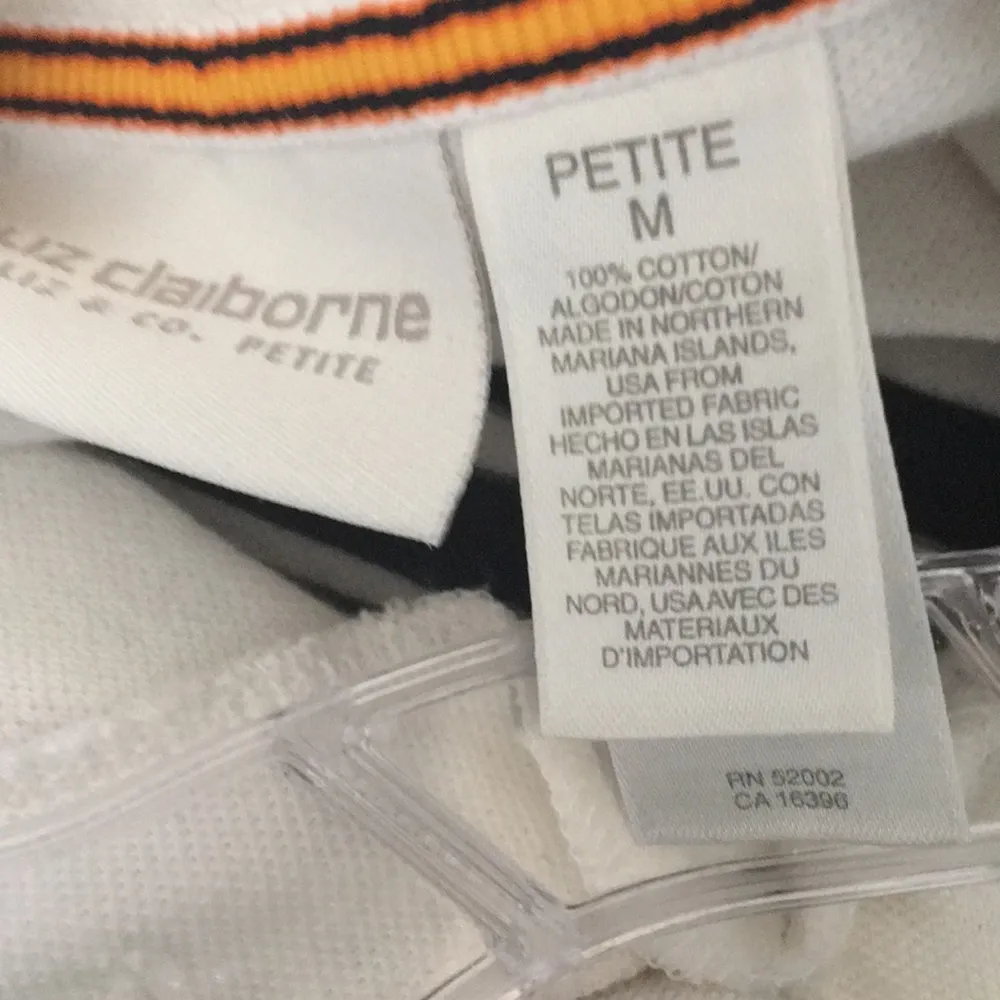 LIZ claiborne
LIZ & CO. PETITE
PETITE
M
100% COTTON/
ALGODON/COTON
MADE IN NORTHERN
MARIANA ISLANDS,
USA FROM
IMPORTED FABRIC
HECHO EN LAS ISLAS
MARIANAS DEL
NORTE, EE.UU. CON
TELAS IMPORTADAS
FABRIQUE AUX ILES
MARIANNES DU
NORD, USA AVEC DES
MATERIAUX
D'IMPORTATION
RN 52002
CA 16396